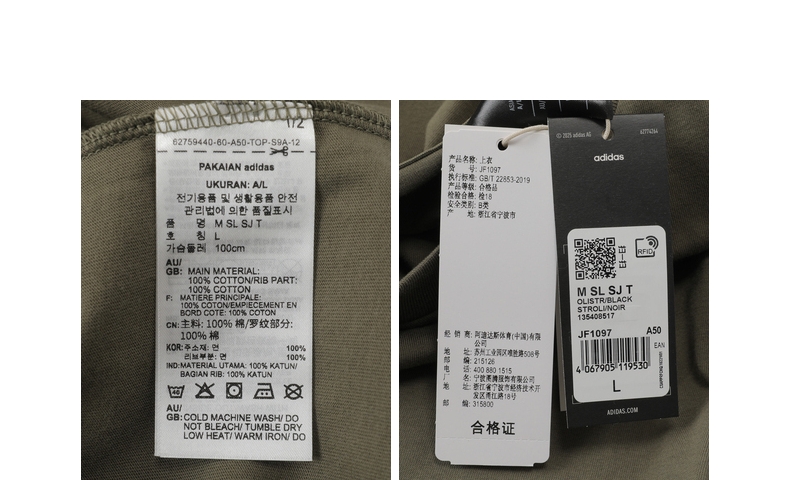 1/2
62759440-60-A50-TOP-S9A-12
PAKAIAN adidas
UKURAN: A/L
전기용품 및 생활용품 안전
관리법에 의한 품질표시
품 명 M SL SJ T
호 칭 L
가슴둘레 100cm
AU/
GB: MAIN MATERIAL:
100% COTTON/RIB PART:
100% COTTON
F: MATIERE PRINCIPALE:
100% COTON/EMPIECEMENT EN
BORD COTE: 100% COTON
CN: 主料: 100% 棉/罗纹部分:
100% 棉
KOR: 주소재: 면 100%
리브부분: 면 100%
IND: MATERIAL UTAMA: 100% KATUN/
BAGIAN RIB: 100% KATUN
AU/
GB: COLD MACHINE WASH/ DO
NOT BLEACH/ TUMBLE DRY
LOW HEAT/ WARM IRON/ DO
产品名称: 上衣
货 号: JF1097
执行标准: GB/T 22853-2019
产品等级: 合格品
检验合格: 检18
安全类别: B类
产 地: 浙江省宁波市
经 销 商: 阿迪达斯体育(中国)有限
公司
地 址: 苏州工业园区唯胜路508号
邮 编: 215126
电 话: 400 880 1515
厂 名: 宁波甬腾服饰有限公司
地 址: 浙江省宁波市经济技术开
发区甬江路18号
邮 编: 315800
合格证
© 2025 adidas AG
62774264
adidas
RFID
M SL SJ T
OLISTR/BLACK
STROLI/NOIR
135408517
JF1097 A50
EAN
4 067905 119530
L
ADIDAS.COM